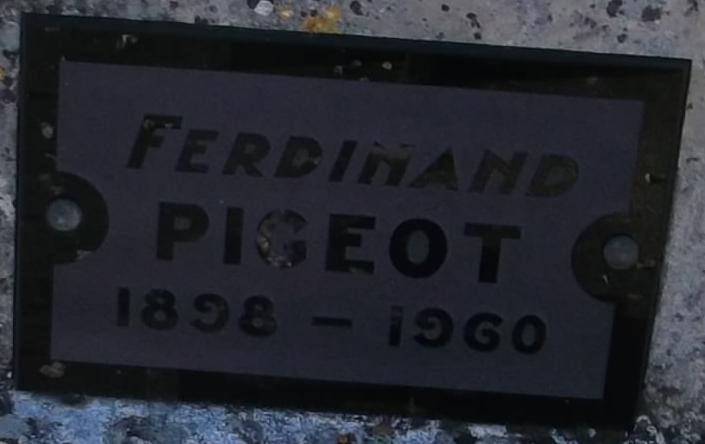 FERDINAND
PIGEOT
1898 - 1960